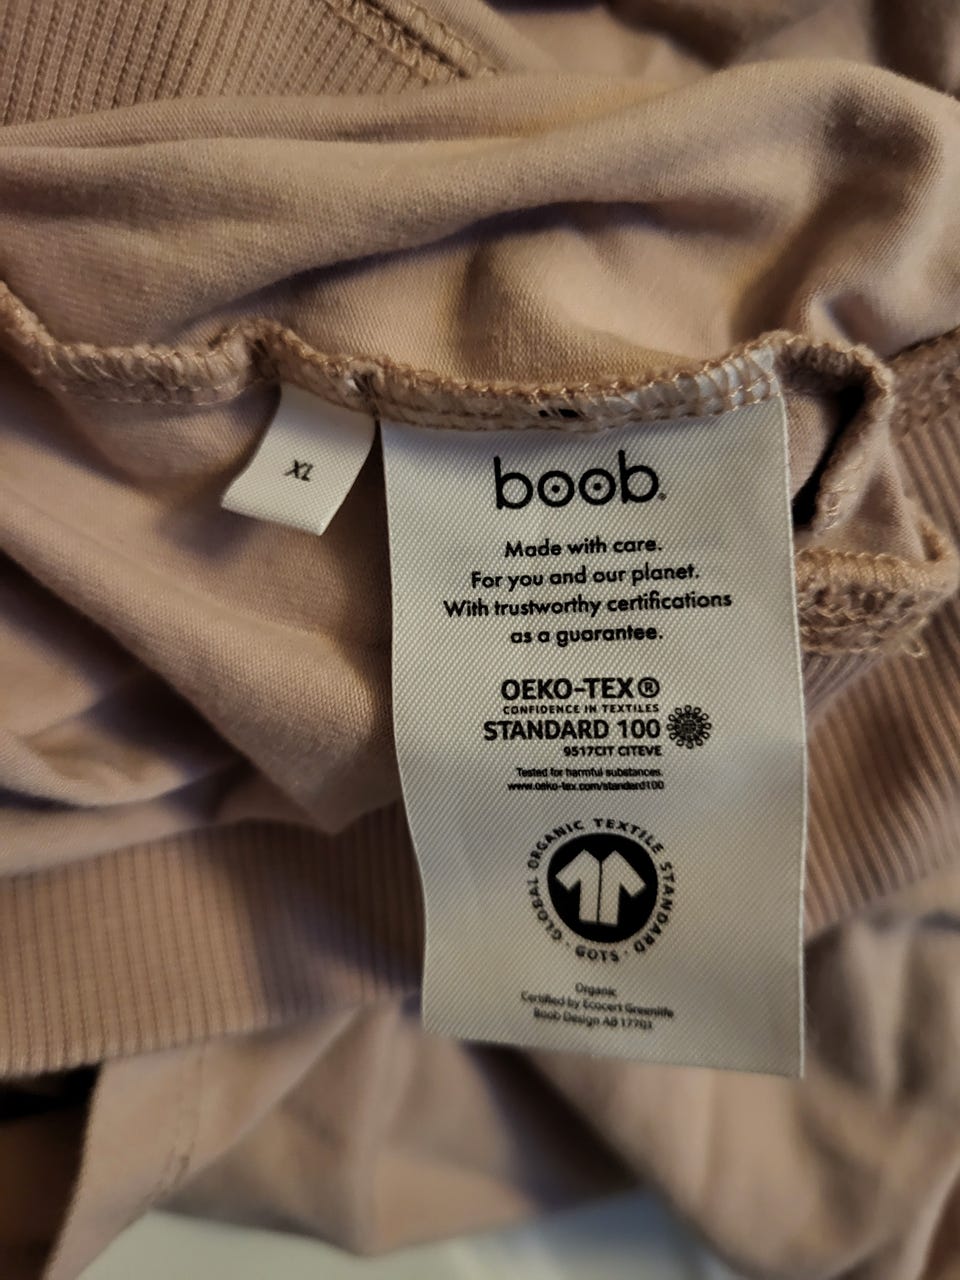 XL
boob®
Made with care.
For you and our planet.
With trustworthy certifications
as a guarantee.
OEKO-TEX®
CONFIDENCE IN TEXTILES
STANDARD 100
9517CIT CITEVE
Tested for harmful substances.
www.oeko-tex.com/standard100
GLOBAL ORGANIC TEXTILE STANDARD · GOTS ·
Organic
Certified by Ecocert Greenlife
Boob Design AB 17703